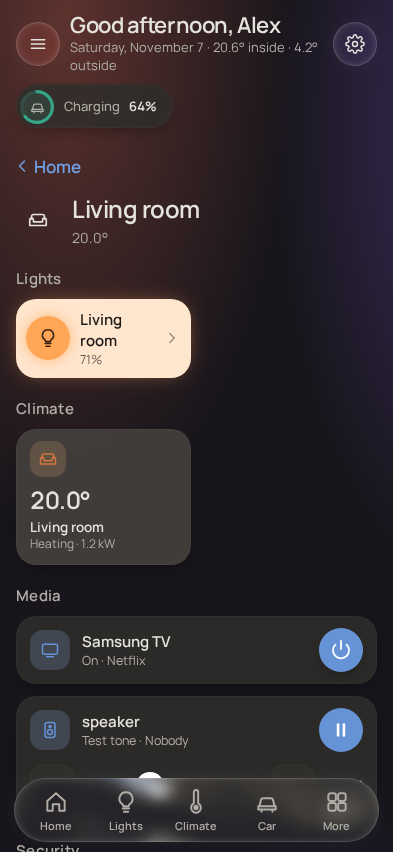 Good afternoon, Alex
Saturday, November 7 · 20.6° inside · 4.2°
outside
Charging 64%
Home
Living room
20.0°
Lights
Living
room
71%
Climate
20.0°
Living room
Heating · 1.2 kW
Media
Samsung TV
On · Netflix
speaker
Test tone · Nobody
Home Lights Climate Car More
Security